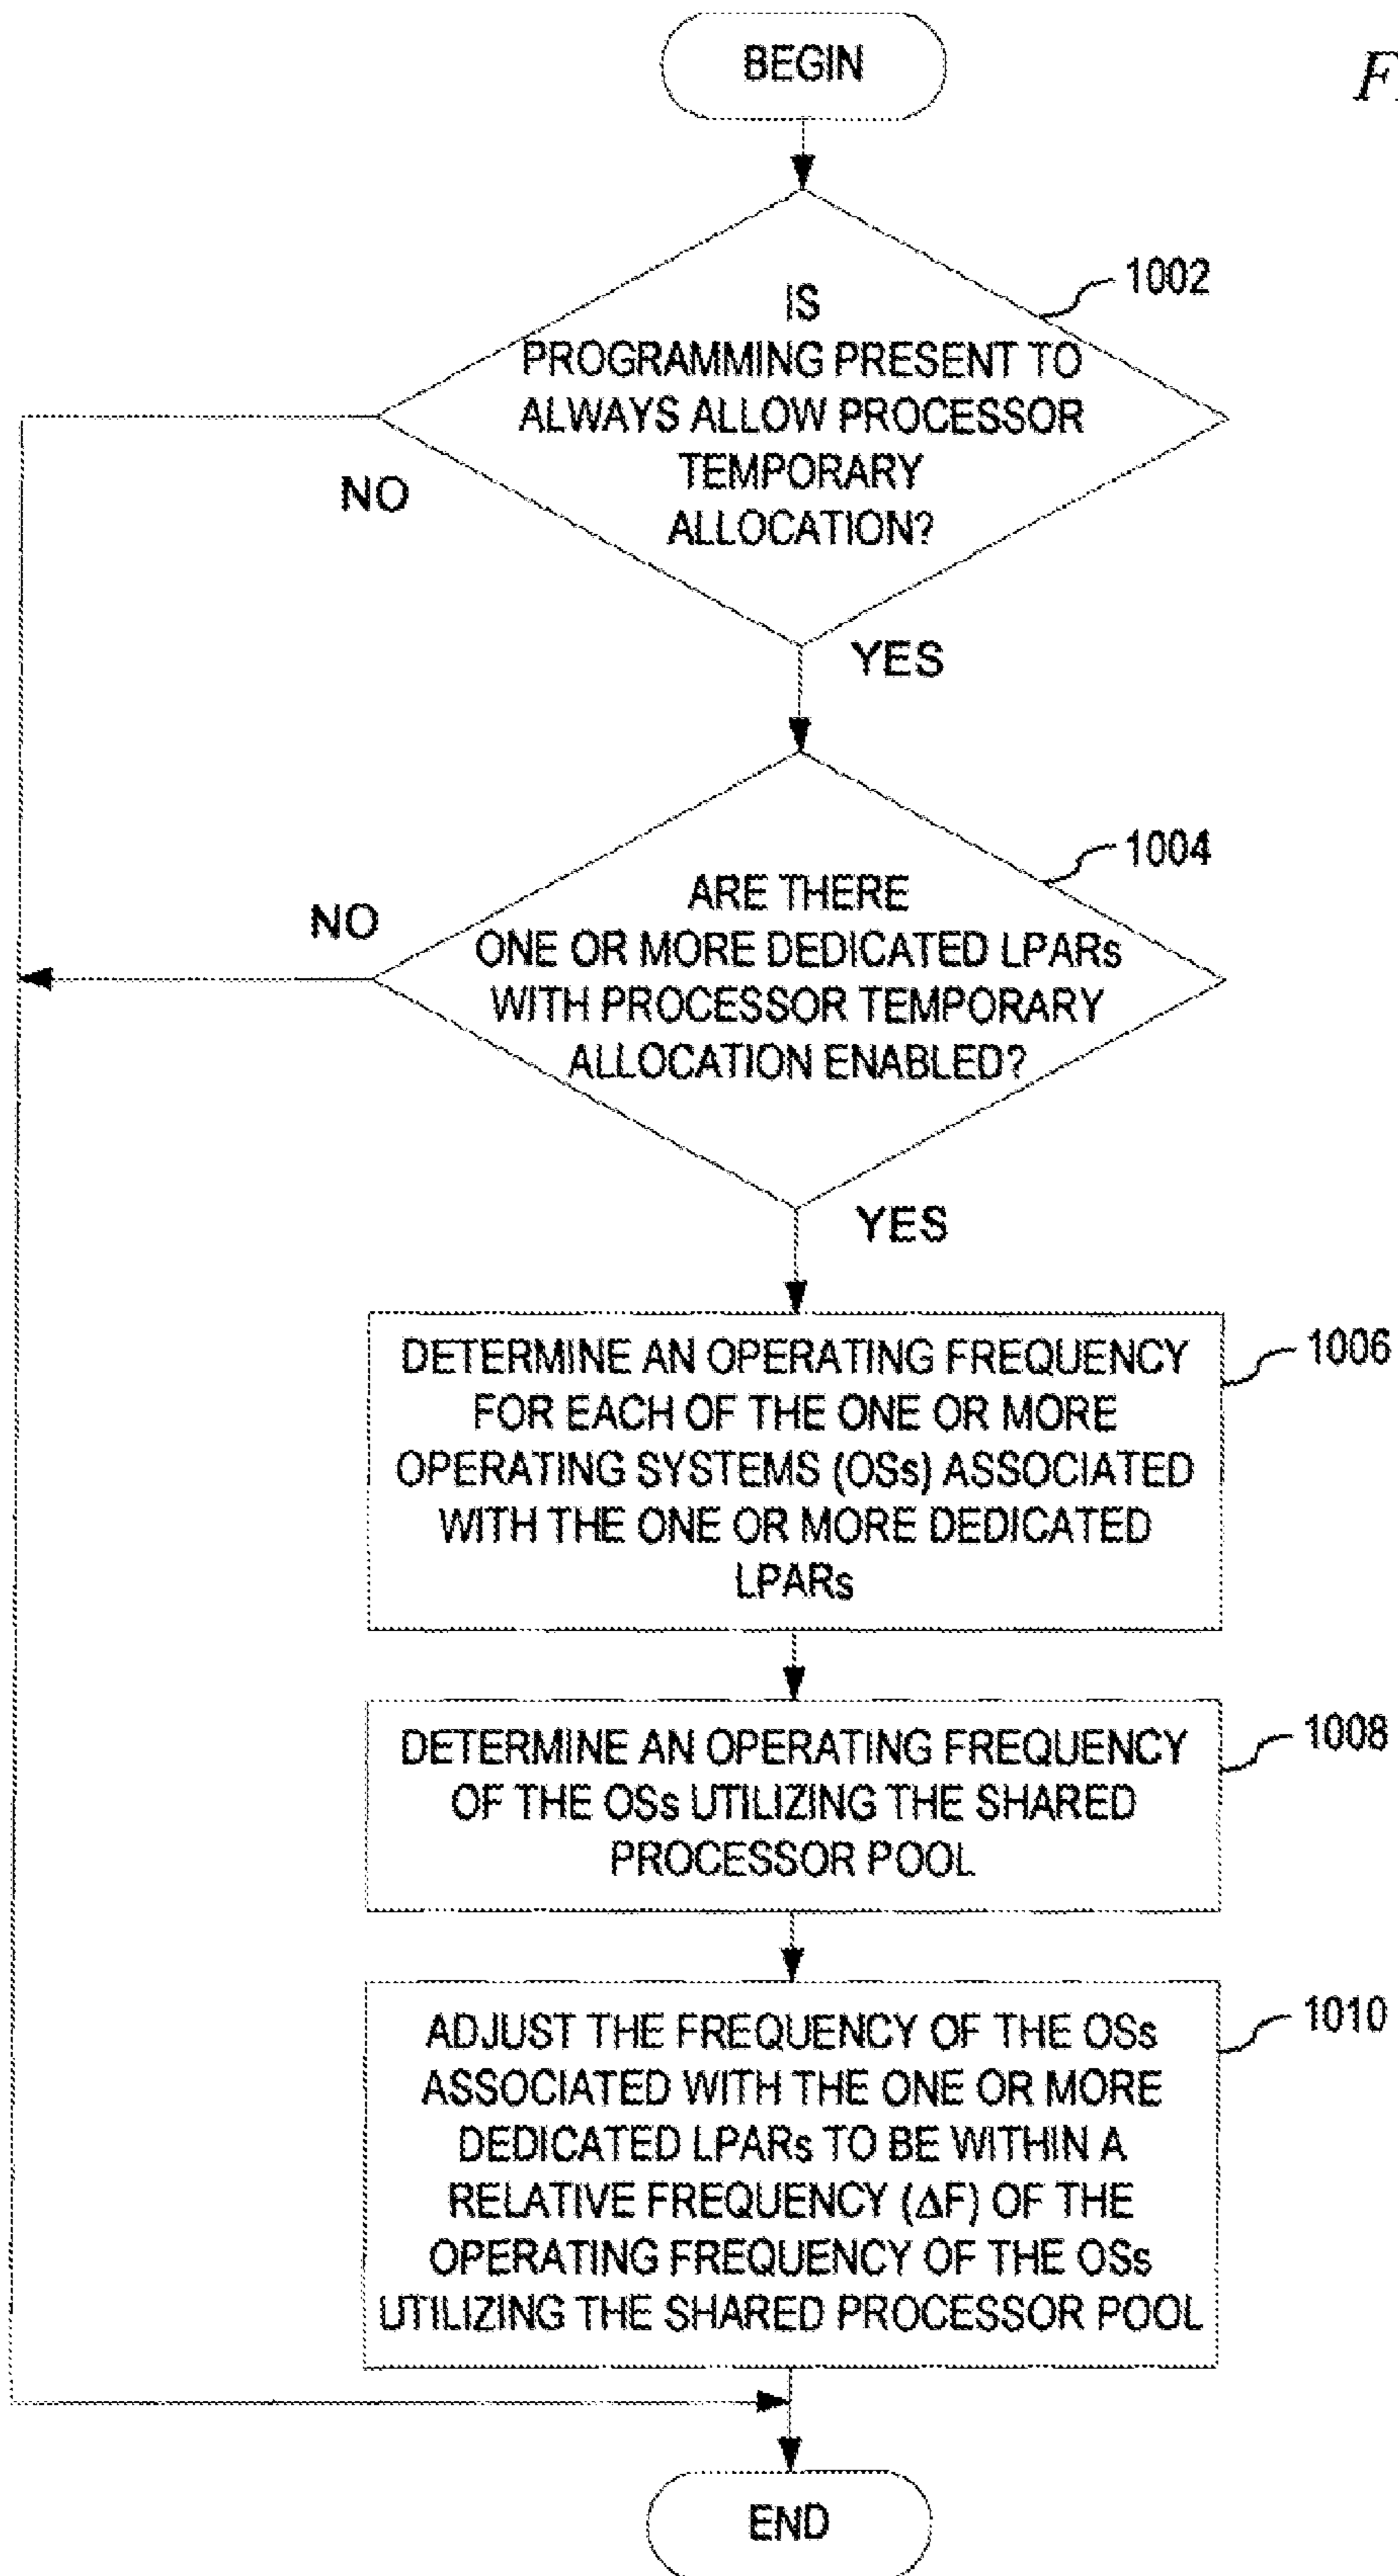 BEGIN
1002
IS
PROGRAMMING PRESENT TO
ALWAYS ALLOW PROCESSOR
TEMPORARY
ALLOCATION?
NO
YES
1004
ARE THERE
ONE OR MORE DEDICATED LPARs
WITH PROCESSOR TEMPORARY
ALLOCATION ENABLED?
NO
YES
DETERMINE AN OPERATING FREQUENCY
FOR EACH OF THE ONE OR MORE
OPERATING SYSTEMS (OSs) ASSOCIATED
WITH THE ONE OR MORE DEDICATED
LPARs
1006
DETERMINE AN OPERATING FREQUENCY
OF THE OSs UTILIZING THE SHARED
PROCESSOR POOL
1008
ADJUST THE FREQUENCY OF THE OSs
ASSOCIATED WITH THE ONE OR MORE
DEDICATED LPARs TO BE WITHIN A
RELATIVE FREQUENCY (ΔF) OF THE
OPERATING FREQUENCY OF THE OSs
UTILIZING THE SHARED PROCESSOR POOL
1010
END